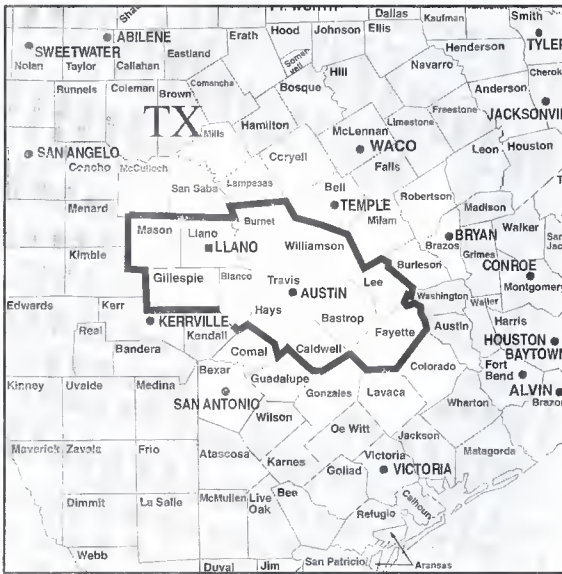 Dallas
Kaufman
Smith
ABILENE
Erath
Hood
Johnson
Ellis
SWEETWATER
Henderson
TYLER
Nolan
Taylor
Callahan
Eastland
Navarro
Runnels
Coleman
Brown
Comanche
Bosque
Hill
Anderson
TX
Mills
Hamilton
McLennan
Limestone
Freestone
SAN ANGELO
WACO
Leon
Houston
Concho
McCulloch
Coryell
Falls
San Saba
Lampasas
Bell
TEMPLE
Robertson
Menard
Milam
Madison
Mason
Llano
Burnet
BRYAN
Walker
LLANO
Williamson
Brazos
Grimes
Kimble
Burleson
CONROE
Gillespie
Blanco
Travis
Lee
Montgomery
AUSTIN
Washington
Waller
Edwards
Kerr
Hays
Bastrop
Austin
Harris
KERRVILLE
Fayette
Real
Kendall
HOUSTON
Bandera
Comal
Caldwell
BAYTOWN
Bexar
Colorado
Fort
Bend
Kinney
Uvalde
Medina
Guadalupe
Gonzales
Lavaca
ALVIN
SAN ANTONIO
Wharton
Wilson
De Witt
Maverick
Zavala
Frio
Atascosa
Karnes
Jackson
Matagorda
Goliad
Victoria
VICTORIA
Dimmit
La Salle
McMullen
Live
Oak
Bee
Calhoun
Refugio
Webb
Duval
Jim
San Patricio
Aransas